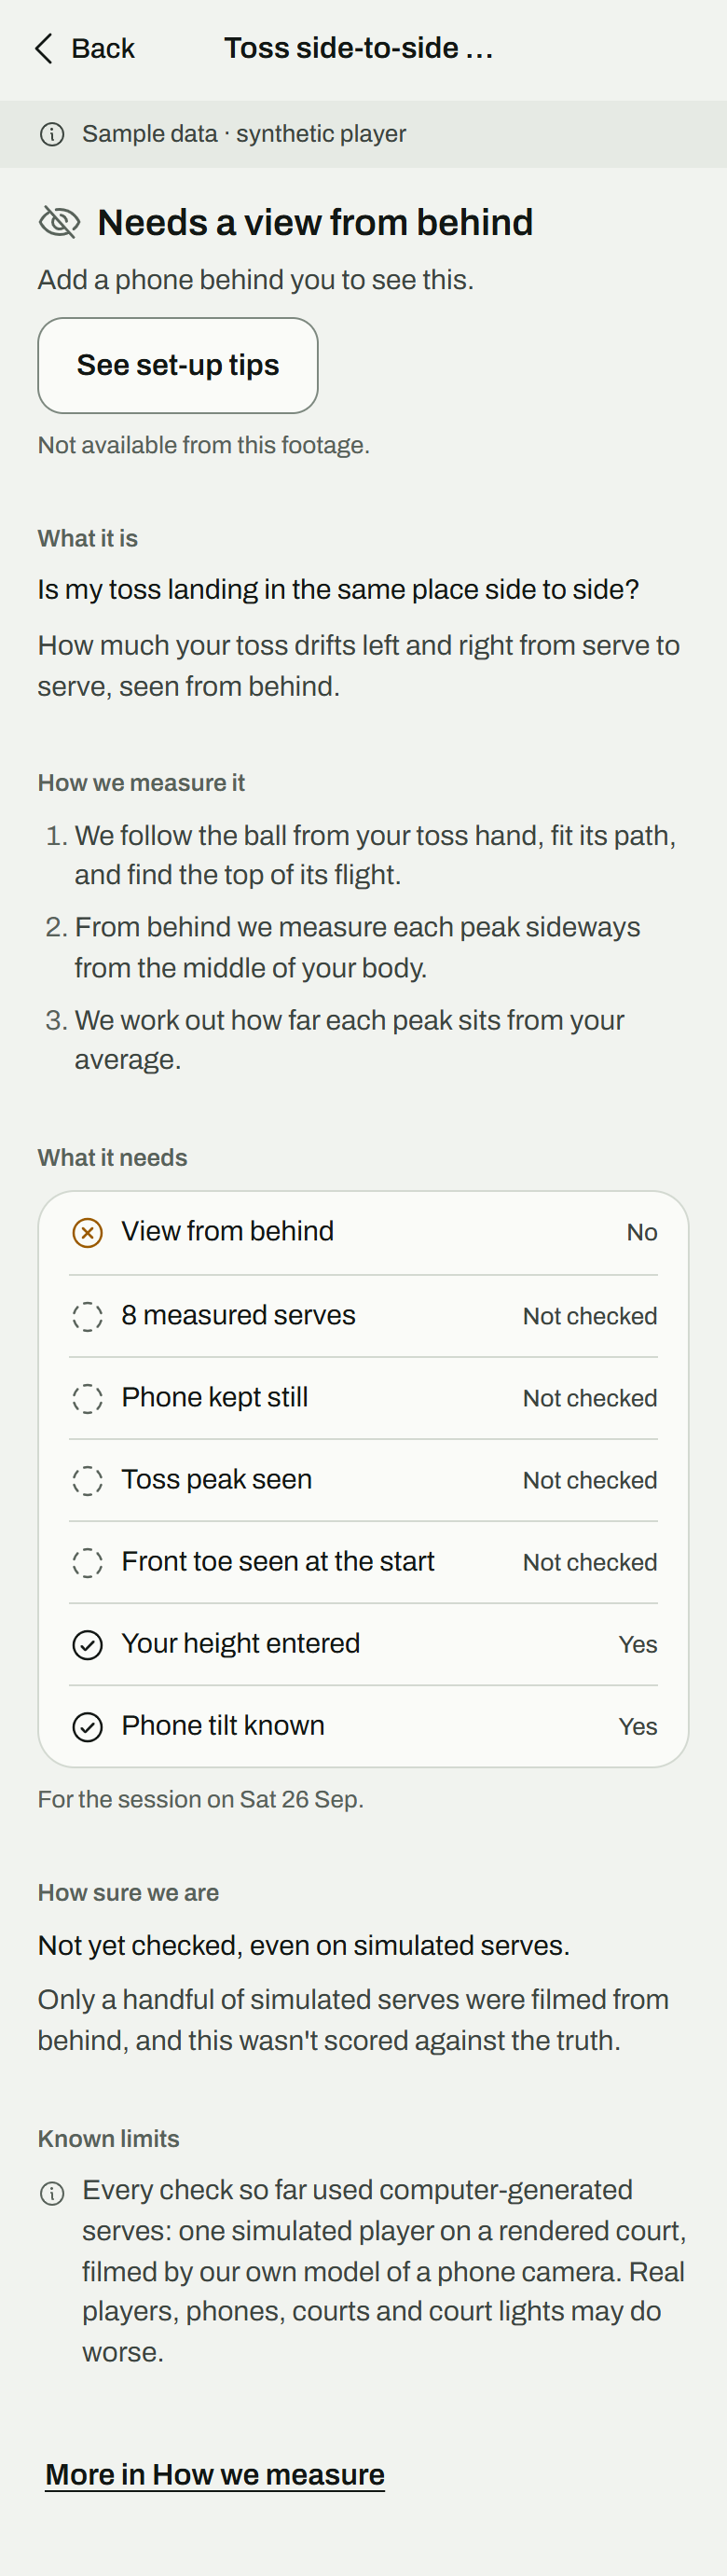 Back
Toss side-to-side ...
Sample data · synthetic player
Needs a view from behind
Add a phone behind you to see this.
See set-up tips
Not available from this footage.
What it is
Is my toss landing in the same place side to side?
How much your toss drifts left and right from serve to
serve, seen from behind.
How we measure it
1. We follow the ball from your toss hand, fit its path,
and find the top of its flight.
2. From behind we measure each peak sideways
from the middle of your body.
3. We work out how far each peak sits from your
average.
What it needs
View from behind No
8 measured serves Not checked
Phone kept still Not checked
Toss peak seen Not checked
Front toe seen at the start Not checked
Your height entered Yes
Phone tilt known Yes
For the session on Sat 26 Sep.
How sure we are
Not yet checked, even on simulated serves.
Only a handful of simulated serves were filmed from
behind, and this wasn't scored against the truth.
Known limits
Every check so far used computer-generated
serves: one simulated player on a rendered court,
filmed by our own model of a phone camera. Real
players, phones, courts and court lights may do
worse.
More in How we measure